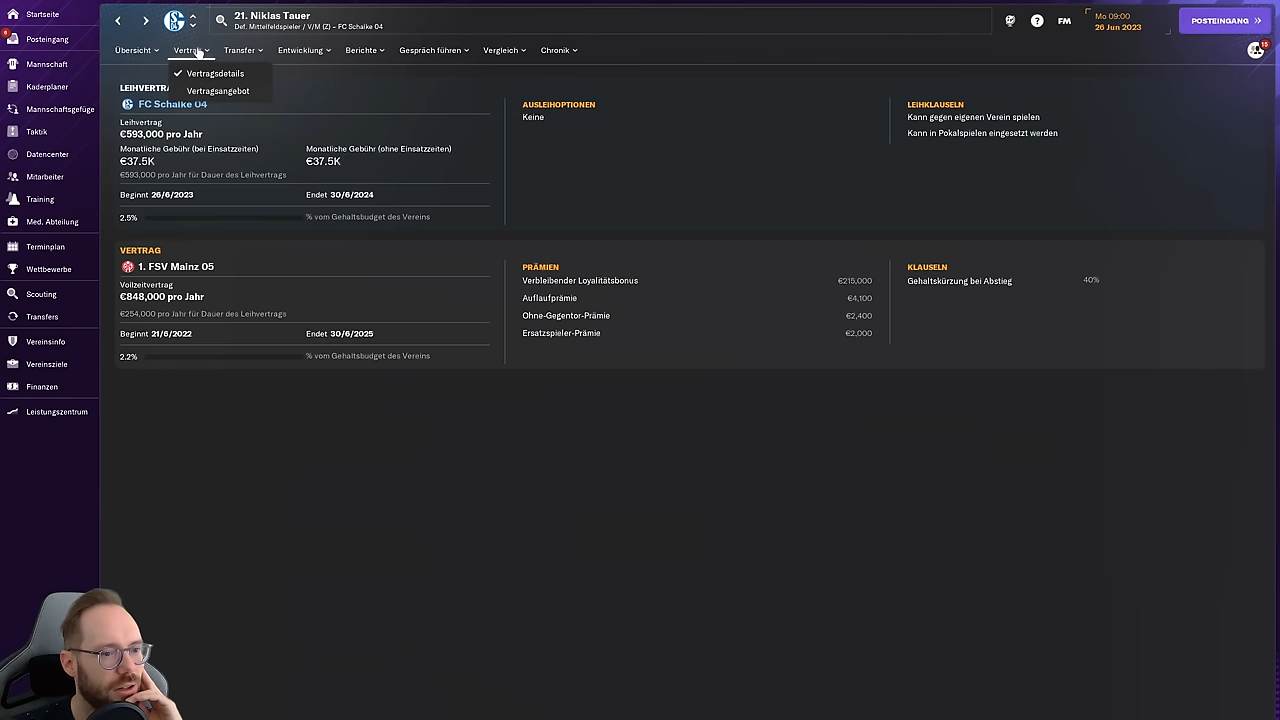 Startseite
6
Posteingang
Mannschaft
Kaderplaner
Mannschaftsgefüge
Taktik
Datencenter
Mitarbeiter
Training
Med. Abteilung
Terminplan
Wettbewerbe
Scouting
Transfers
Vereinsinfo
Vereinsziele
Finanzen
Leistungszentrum
21. Niklas Tauer
Def. Mittelfeldspieler / V/M (Z) - FC Schalke 04
?
FM
Mo 09:00
26 Jun 2023
POSTEINGANG
15
Übersicht
Transfer
Entwicklung
Berichte
Gespräch führen
Vergleich
Chronik
Vertragsdetails
Vertragsangebot
FC Schalke 04
Leihvertrag
€593,000 pro Jahr
Monatliche Gebühr (bei Einsatzzeiten)
€37.5K
Monatliche Gebühr (ohne Einsatzzeiten)
€37.5K
€593,000 pro Jahr für Dauer des Leihvertrags
Beginnt 26/6/2023
Endet 30/6/2024
2.5%
% vom Gehaltsbudget des Vereins
AUSLEIHOPTIONEN
Keine
LEIHKLAUSELN
Kann gegen eigenen Verein spielen
Kann in Pokalspielen eingesetzt werden
VERTRAG
1. FSV Mainz 05
Vollzeitvertrag
€848,000 pro Jahr
€254,000 pro Jahr für Dauer des Leihvertrags
Beginnt 21/6/2022
Endet 30/6/2025
2.2%
% vom Gehaltsbudget des Vereins
PRÄMIEN
Verbleibender Loyalitätsbonus €215,000
Auflaufprämie €4,100
Ohne-Gegentor-Prämie €2,400
Ersatzspieler-Prämie €2,000
KLAUSELN
Gehaltskürzung bei Abstieg 40%